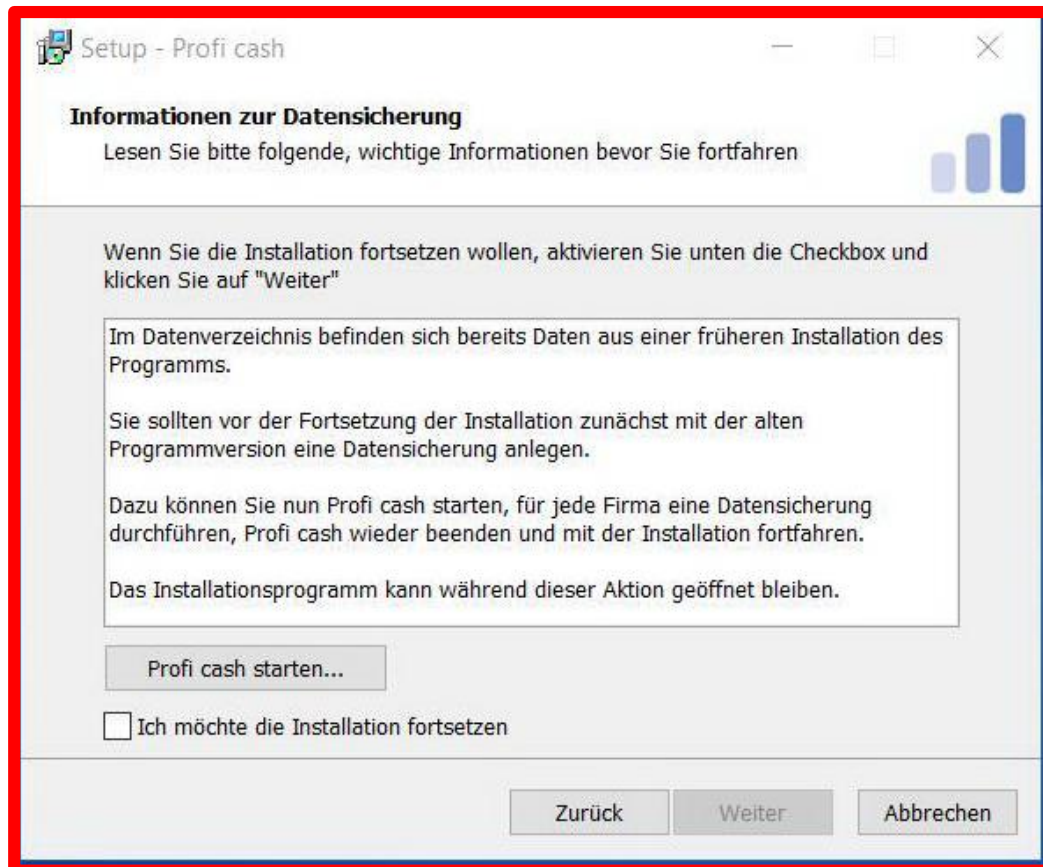 Setup - Profi cash
Informationen zur Datensicherung
Lesen Sie bitte folgende, wichtige Informationen bevor Sie fortfahren
Wenn Sie die Installation fortsetzen wollen, aktivieren Sie unten die Checkbox und
klicken Sie auf "Weiter"
Im Datenverzeichnis befinden sich bereits Daten aus einer früheren Installation des
Programms.
Sie sollten vor der Fortsetzung der Installation zunächst mit der alten
Programmversion eine Datensicherung anlegen.
Dazu können Sie nun Profi cash starten, für jede Firma eine Datensicherung
durchführen, Profi cash wieder beenden und mit der Installation fortfahren.
Das Installationsprogramm kann während dieser Aktion geöffnet bleiben.
Profi cash starten...
Ich möchte die Installation fortsetzen
Zurück Weiter Abbrechen